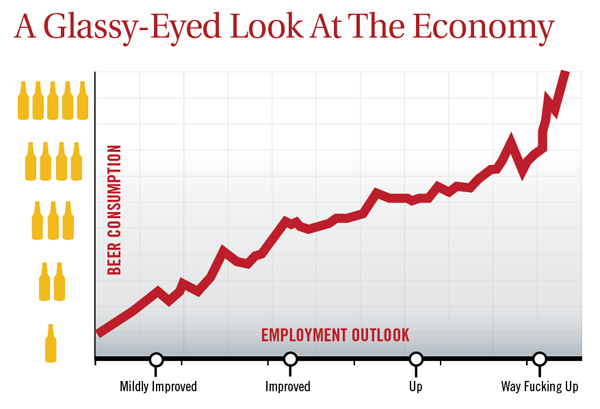 A Glassy-Eyed Look At The Economy
BEER CONSUMPTION
EMPLOYMENT OUTLOOK
Mildly Improved
Improved
Up
Way Fucking Up